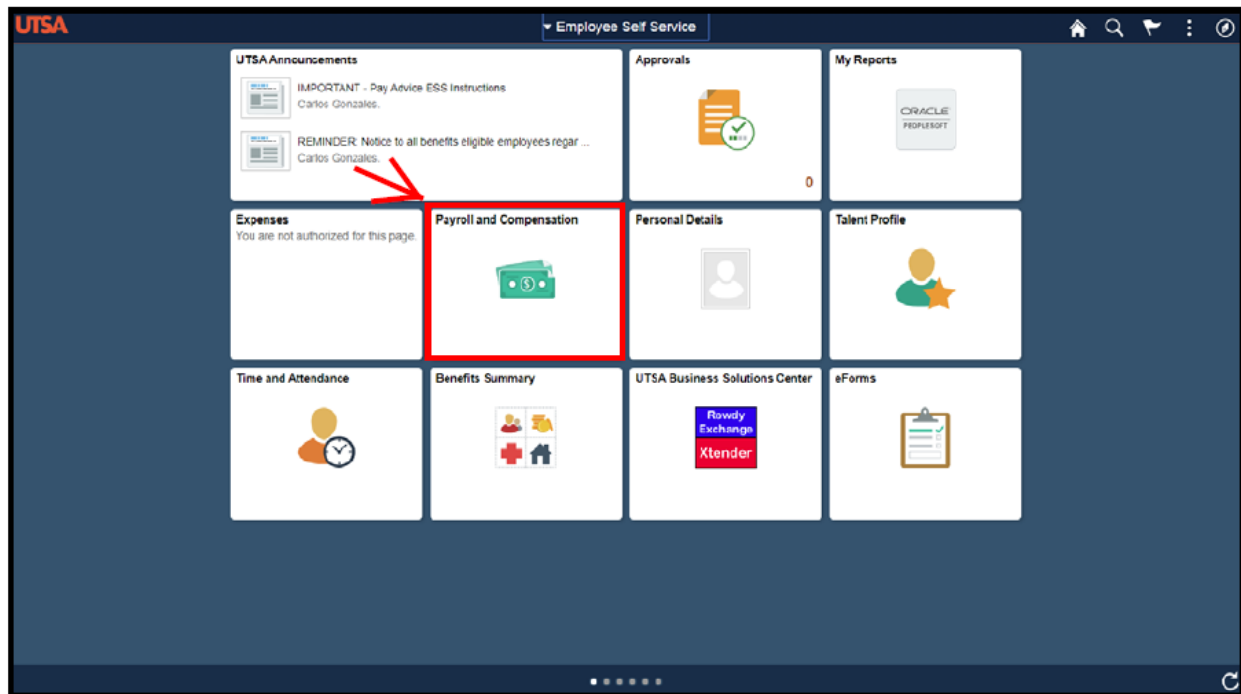 UTSA
Employee Self Service
UTSA Announcements
IMPORTANT - Pay Advice ESS Instructions
Carlos Gonzales.
REMINDER: Notice to all benefits eligible employees regar ...
Carlos Gonzales.
Approvals
0
My Reports
ORACLE
PEOPLESOFT
Expenses
You are not authorized for this page.
Payroll and Compensation
Personal Details
Talent Profile
Time and Attendance
Benefits Summary
UTSA Business Solutions Center
Rowdy
Exchange
Xtender
eForms